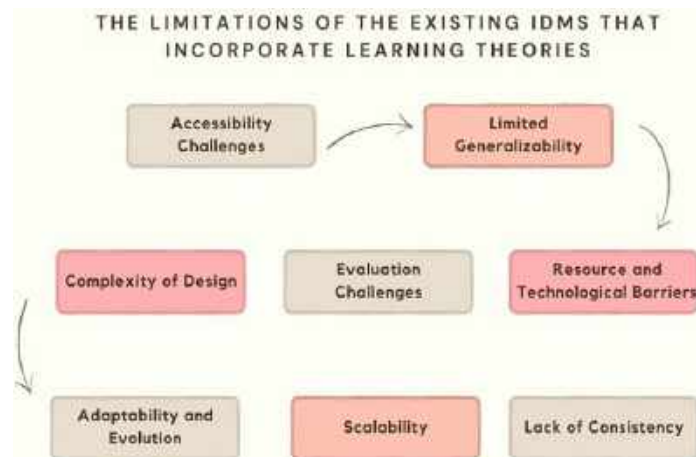 THE LIMITATIONS OF THE EXISTING IDMS THAT
INCORPORATE LEARNING THEORIES
Accessibility
Challenges
Limited
Generalizability
Complexity of Design
Evaluation
Challenges
Resource and
Technological Barriers
Adaptability and
Evolution
Scalability
Lack of Consistency